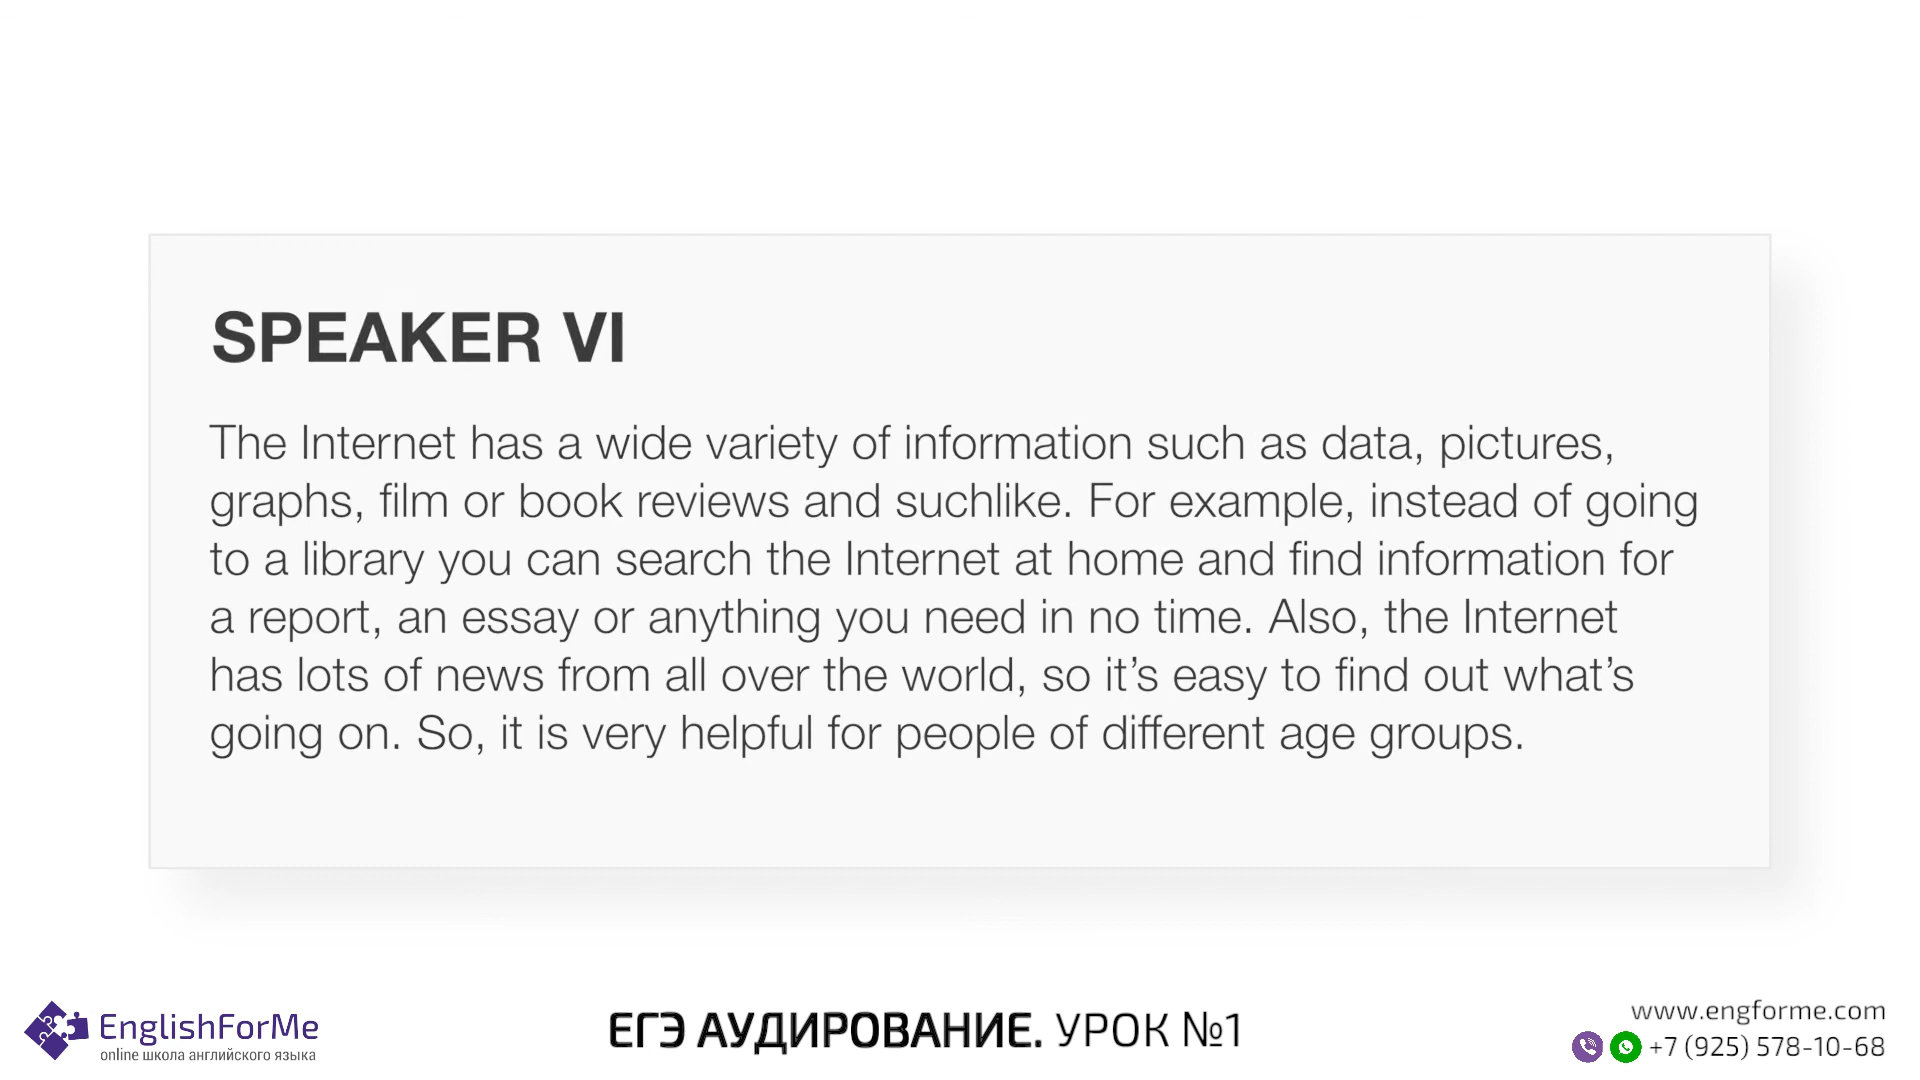 SPEAKER VI
The Internet has a wide variety of information such as data, pictures,
graphs, film or book reviews and suchlike. For example, instead of going
to a library you can search the Internet at home and find information for
a report, an essay or anything you need in no time. Also, the Internet
has lots of news from all over the world, so it’s easy to find out what’s
going on. So, it is very helpful for people of different age groups.
EnglishForMe
online школа английского языка
ЕГЭ АУДИРОВАНИЕ. УРОК №1
www.engforme.com
+7 (925) 578-10-68